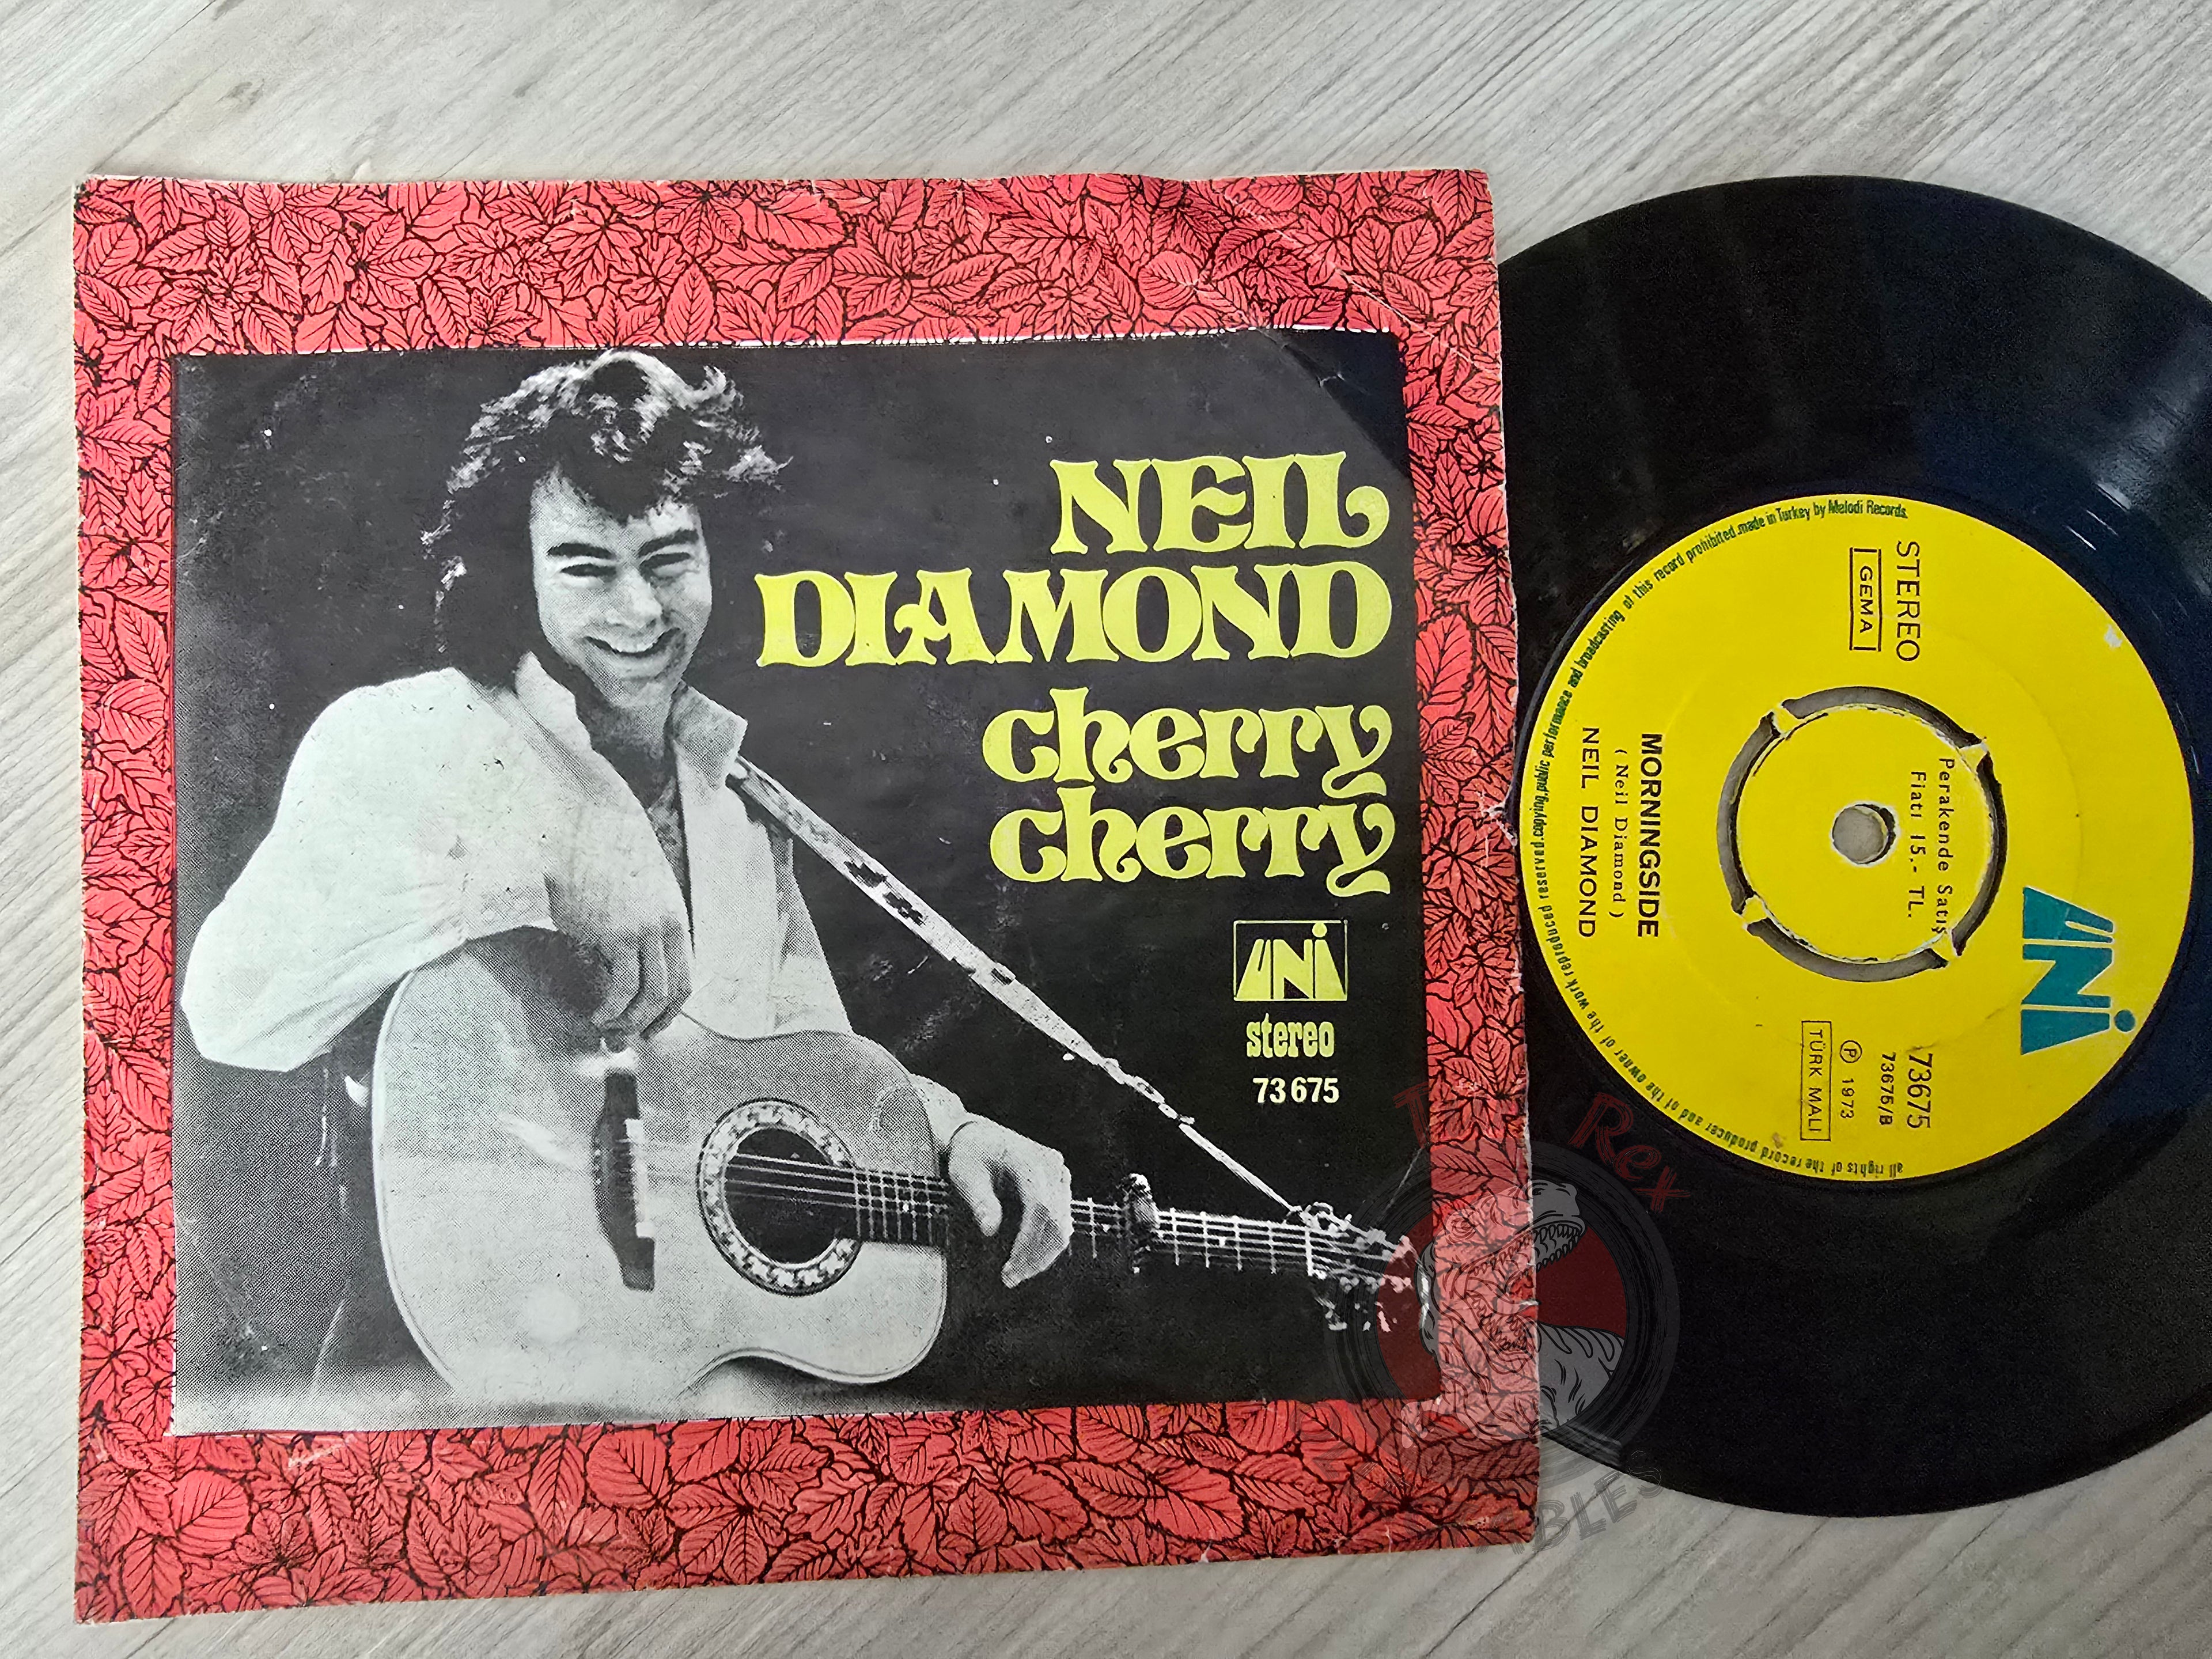 NEIL
DIAMOND
cherry
cherry
UNi
stereo
73 675
all rights of the record producer and of the owner of the work reproduced reserved.copying,public performance and broadcasting of this record prohibited.made in Turkey by Melodi Records.
STEREO
GEMA
UNi
Perakende Satış
Fiatı 15.- TL.
73675
73675/B
℗ 1973
TÜRK MALI
MORNINGSIDE
( Neil Diamond )
NEIL DIAMOND
Rex